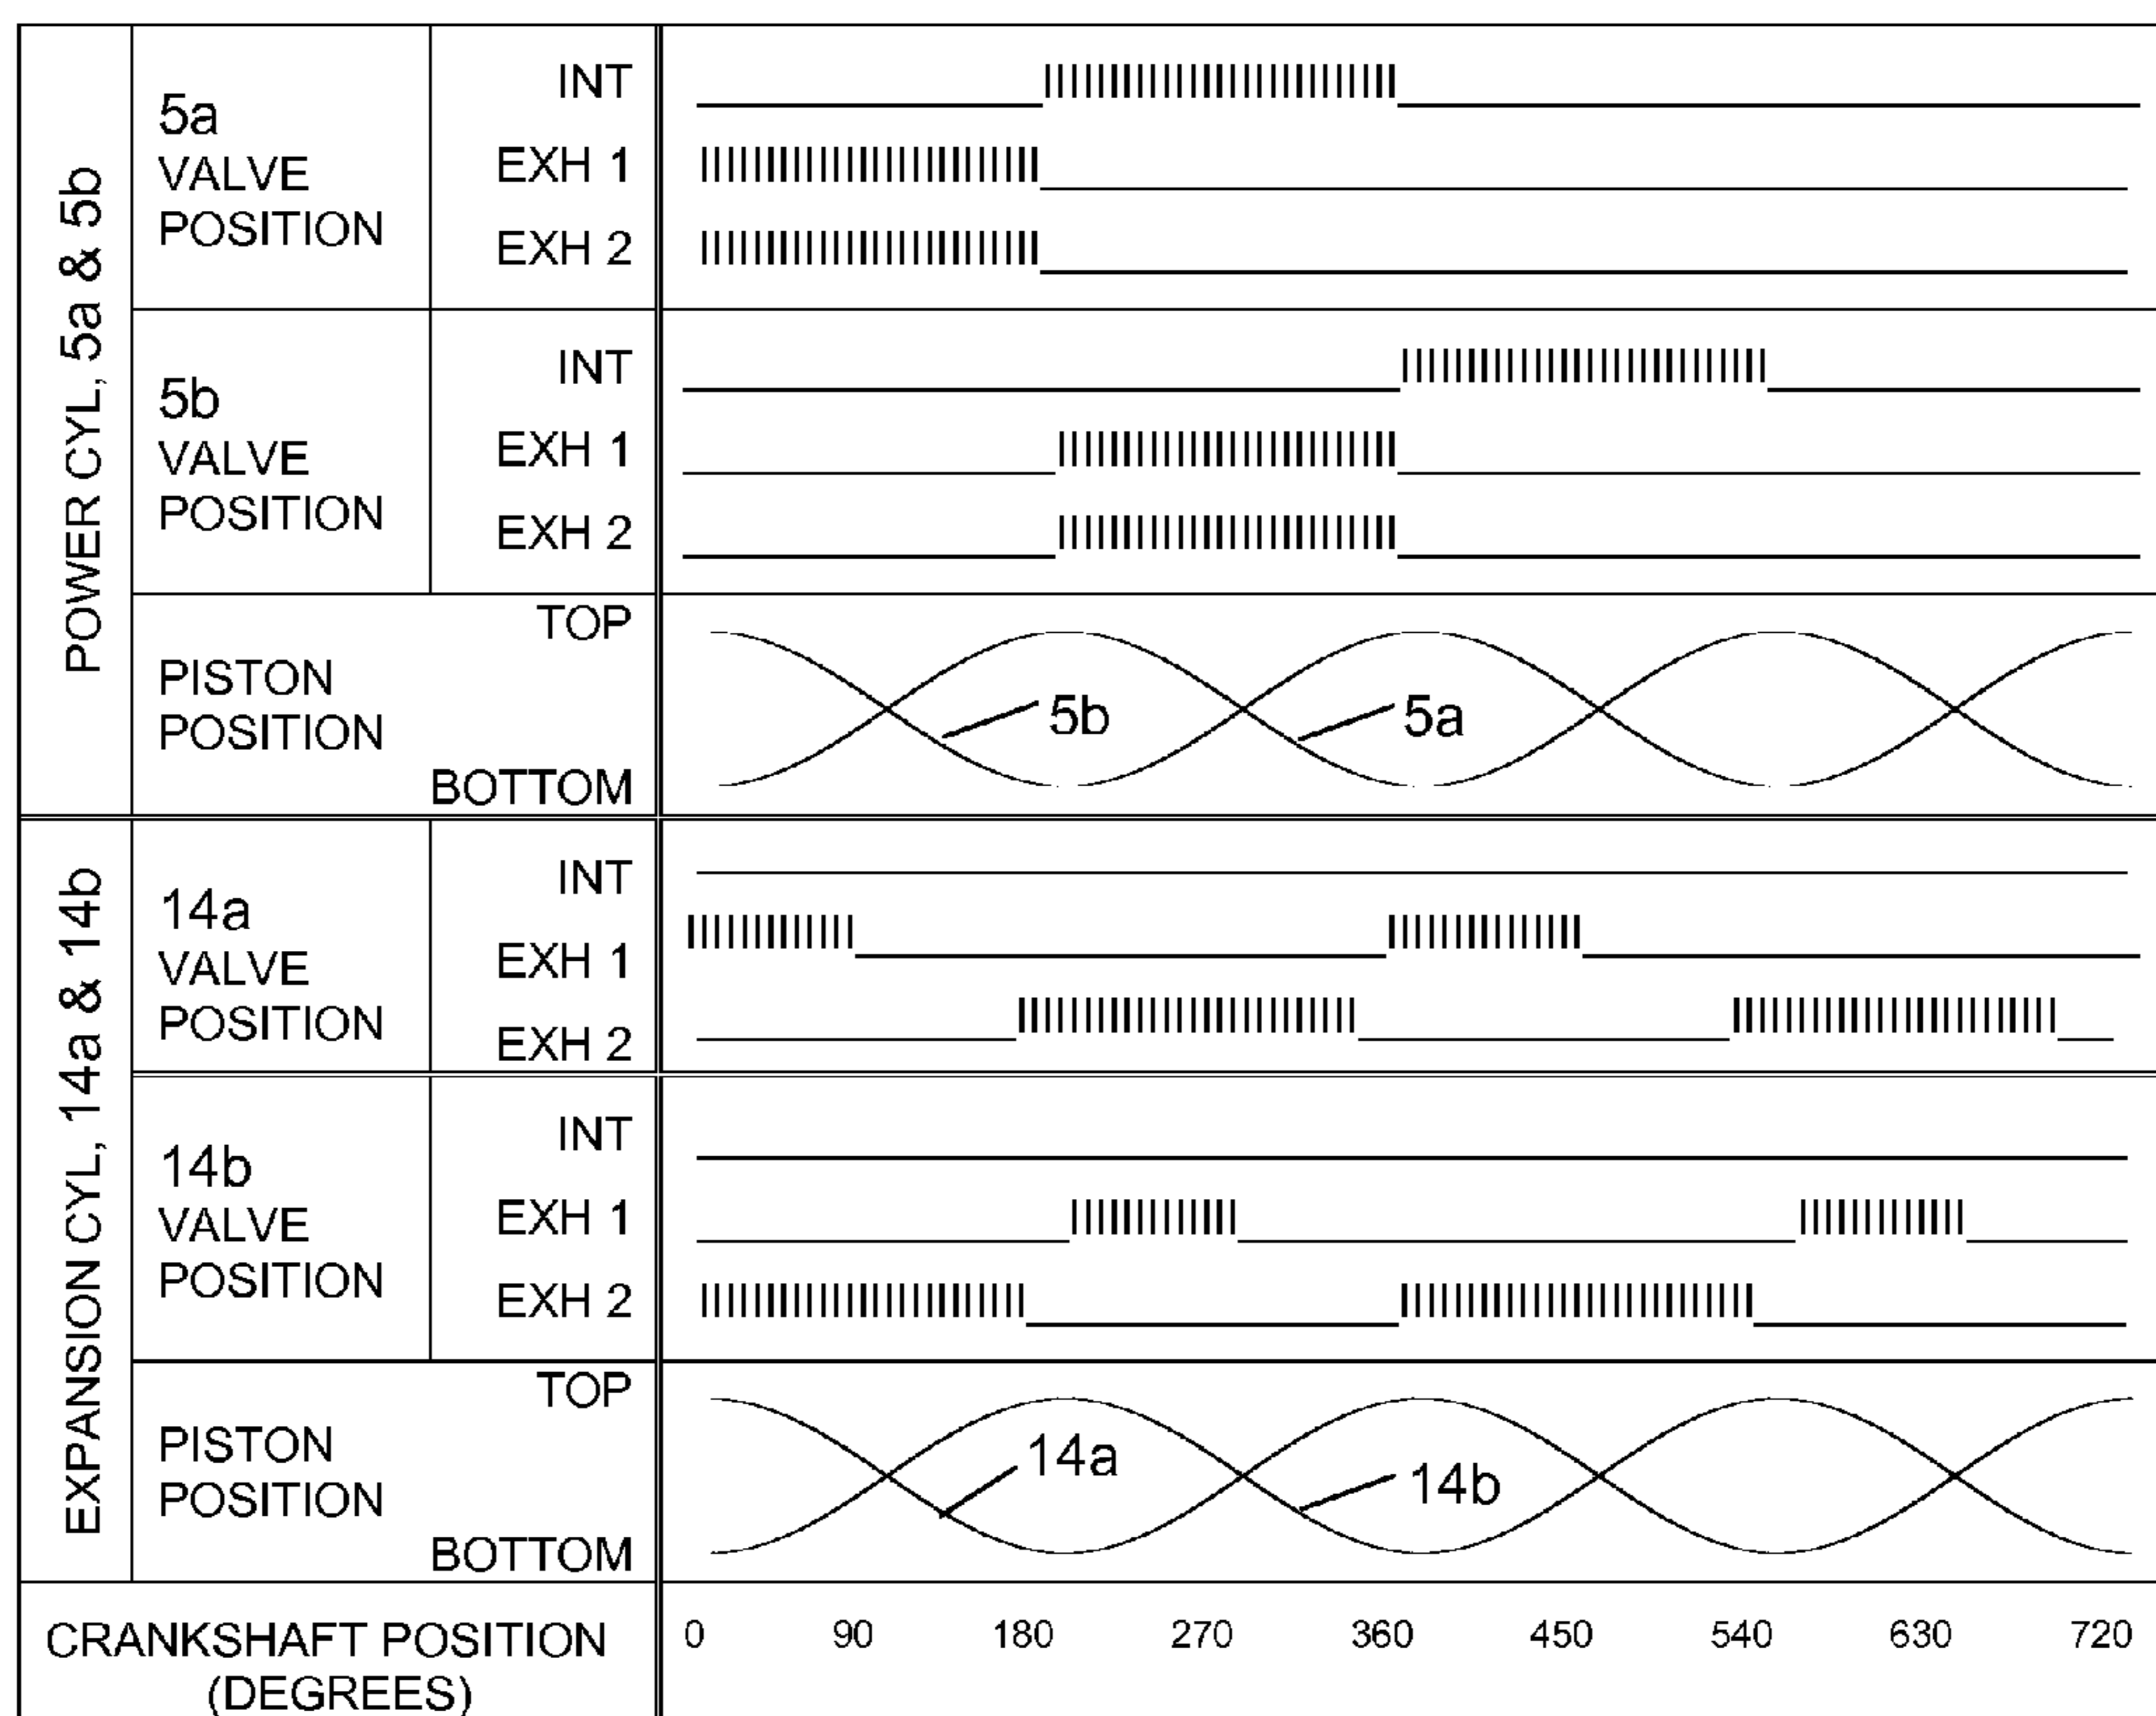 POWER CYL, 5a & 5b
5a
VALVE
POSITION
INT
EXH 1
EXH 2
5b
VALVE
POSITION
INT
EXH 1
EXH 2
PISTON
POSITION
TOP
BOTTOM
5b
5a
EXPANSION CYL, 14a & 14b
14a
VALVE
POSITION
INT
EXH 1
EXH 2
14b
VALVE
POSITION
INT
EXH 1
EXH 2
PISTON
POSITION
TOP
BOTTOM
14a
14b
CRANKSHAFT POSITION
(DEGREES)
0 90 180 270 360 450 540 630 720